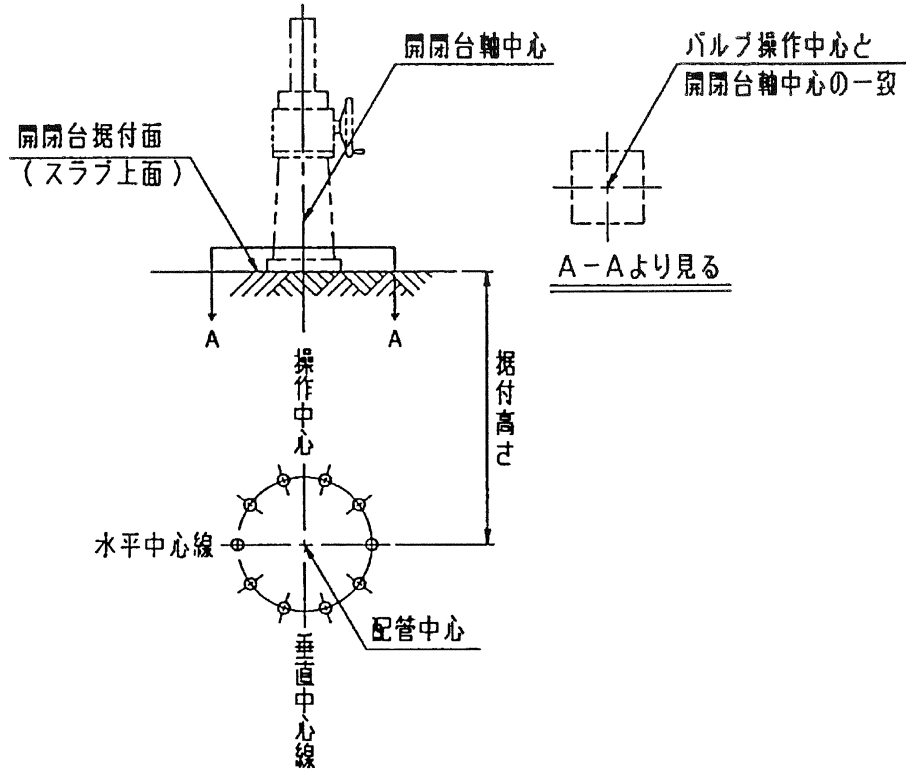 開閉台軸中心
バルブ操作中心と
開閉台軸中心の一致
開閉台据付面
(スラブ上面)
A-Aより見る
A
A
操作中心
据付高さ
水平中心線
配管中心
垂直中心線